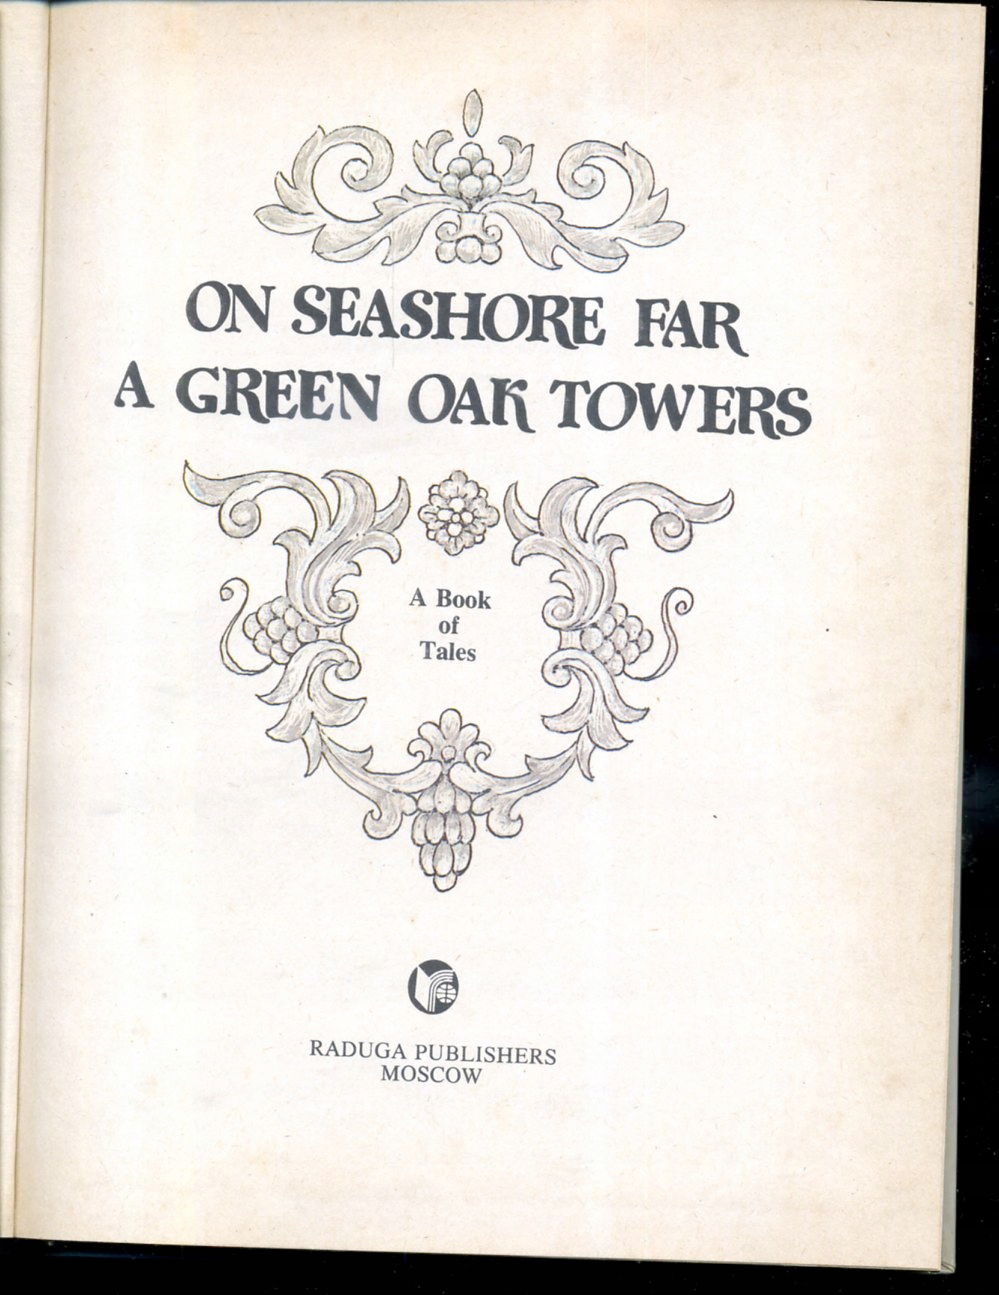 ON SEASHORE FAR
A GREEN OAK TOWERS
A Book
of
Tales
RADUGA PUBLISHERS
MOSCOW